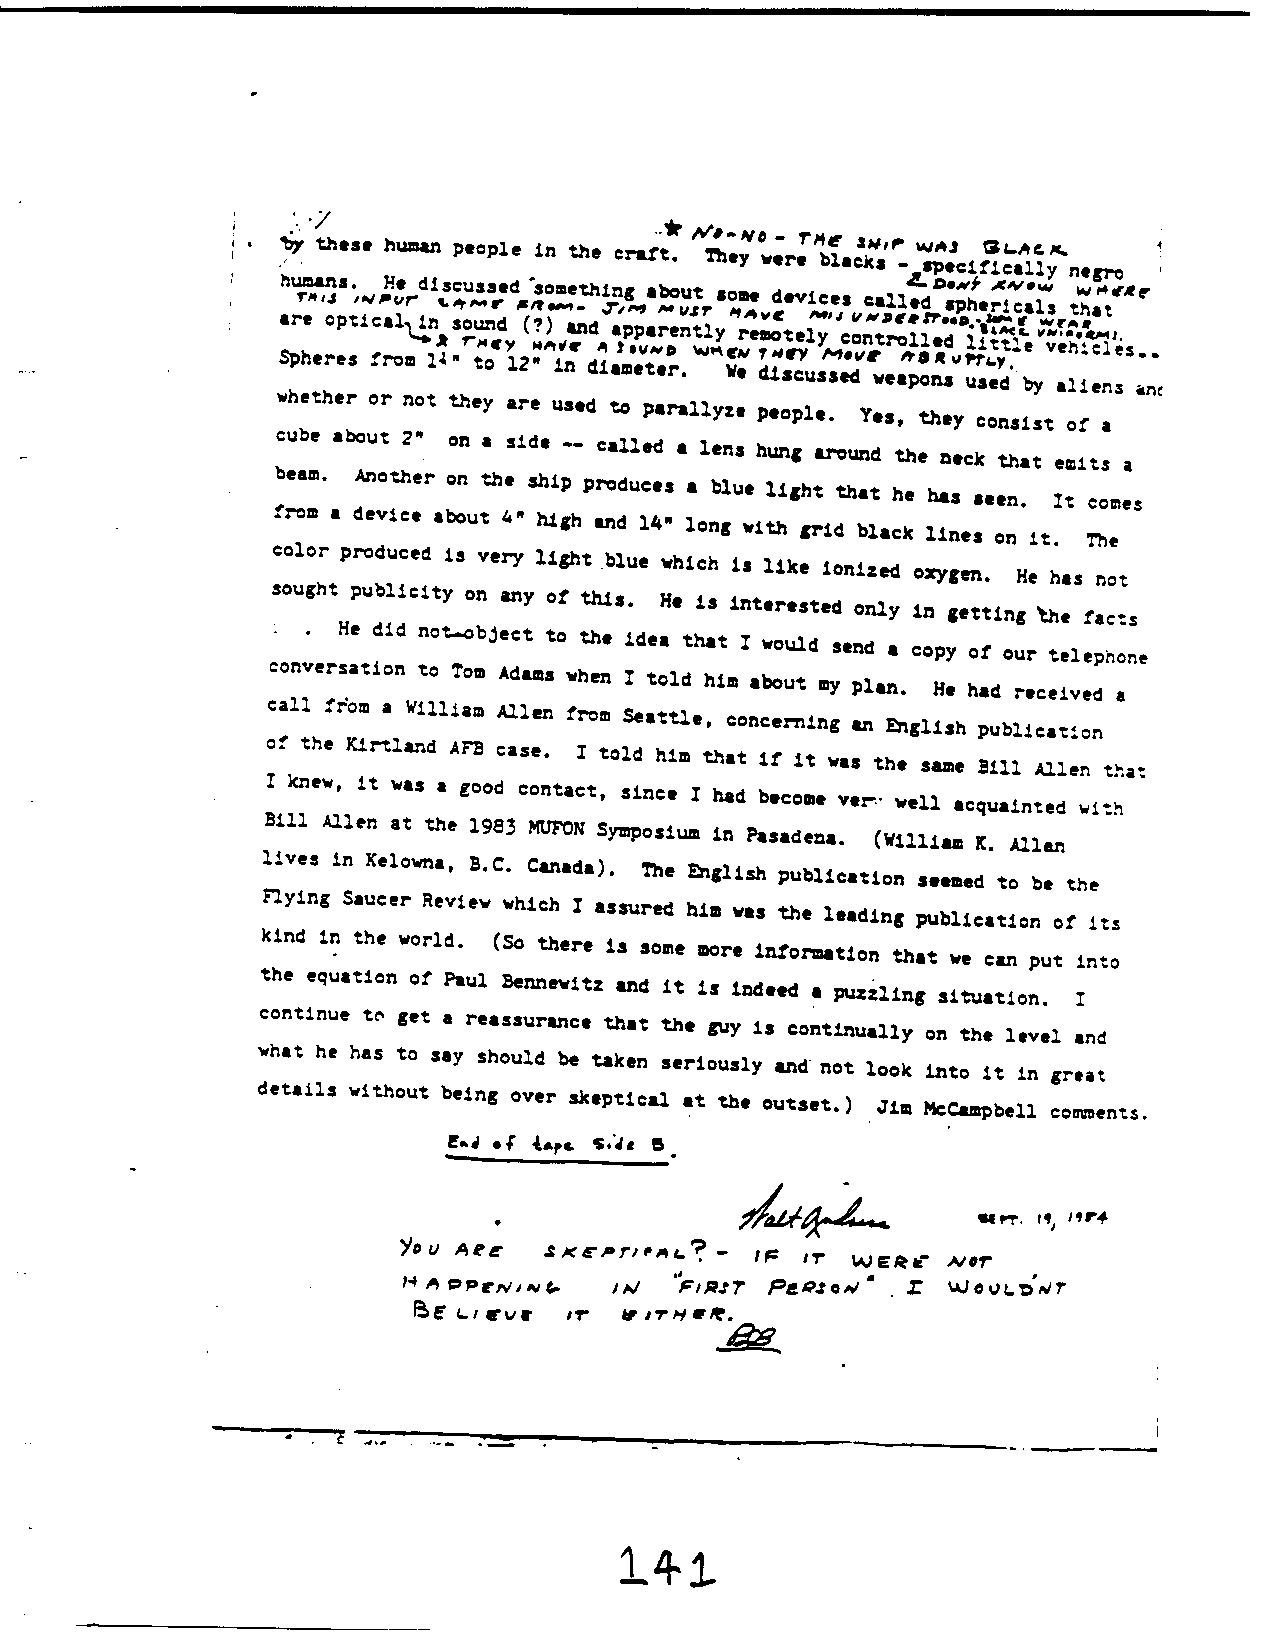 ★ NO-NO - THE SHIP WAS BLACK
by these human people in the craft. They were blacks - specifically negro
I DON'T KNOW WHERE
humans. He discussed something about some devices called sphericals that
THIS INPUT CAME FROM - JIM MUST HAVE MISUNDERSTOOD. SOME WEAR
BLACK UNIFORMS.
are optical in sound (?) and apparently remotely controlled little vehicles..
★ THEY HAVE A SOUND WHEN THEY MOVE ABRUPTLY.
Spheres from 1¼" to 12" in diameter. We discussed weapons used by aliens and
whether or not they are used to parallyze people. Yes, they consist of a
cube about 2" on a side -- called a lens hung around the neck that emits a
beam. Another on the ship produces a blue light that he has seen. It comes
from a device about 4" high and 14" long with grid black lines on it. The
color produced is very light blue which is like ionized oxygen. He has not
sought publicity on any of this. He is interested only in getting the facts
. . He did not object to the idea that I would send a copy of our telephone
conversation to Tom Adams when I told him about my plan. He had received a
call from a William Allen from Seattle, concerning an English publication
of the Kirtland AFB case. I told him that if it was the same Bill Allen that
I knew, it was a good contact, since I had become very well acquainted with
Bill Allen at the 1983 MUFON Symposium in Pasadena. (William K. Allen
lives in Kelowna, B.C. Canada). The English publication seemed to be the
Flying Saucer Review which I assured him was the leading publication of its
kind in the world. (So there is some more information that we can put into
the equation of Paul Bennewitz and it is indeed a puzzling situation. I
continue to get a reassurance that the guy is continually on the level and
what he has to say should be taken seriously and not look into it in great
details without being over skeptical at the outset.) Jim McCampbell comments.
End of tape Side B.
Walt Andrus SEPT. 19, 1984
YOU ARE SKEPTICAL? - IF IT WERE NOT
HAPPENING IN "FIRST PERSON". I WOULD'NT
BELIEVE IT EITHER.
141